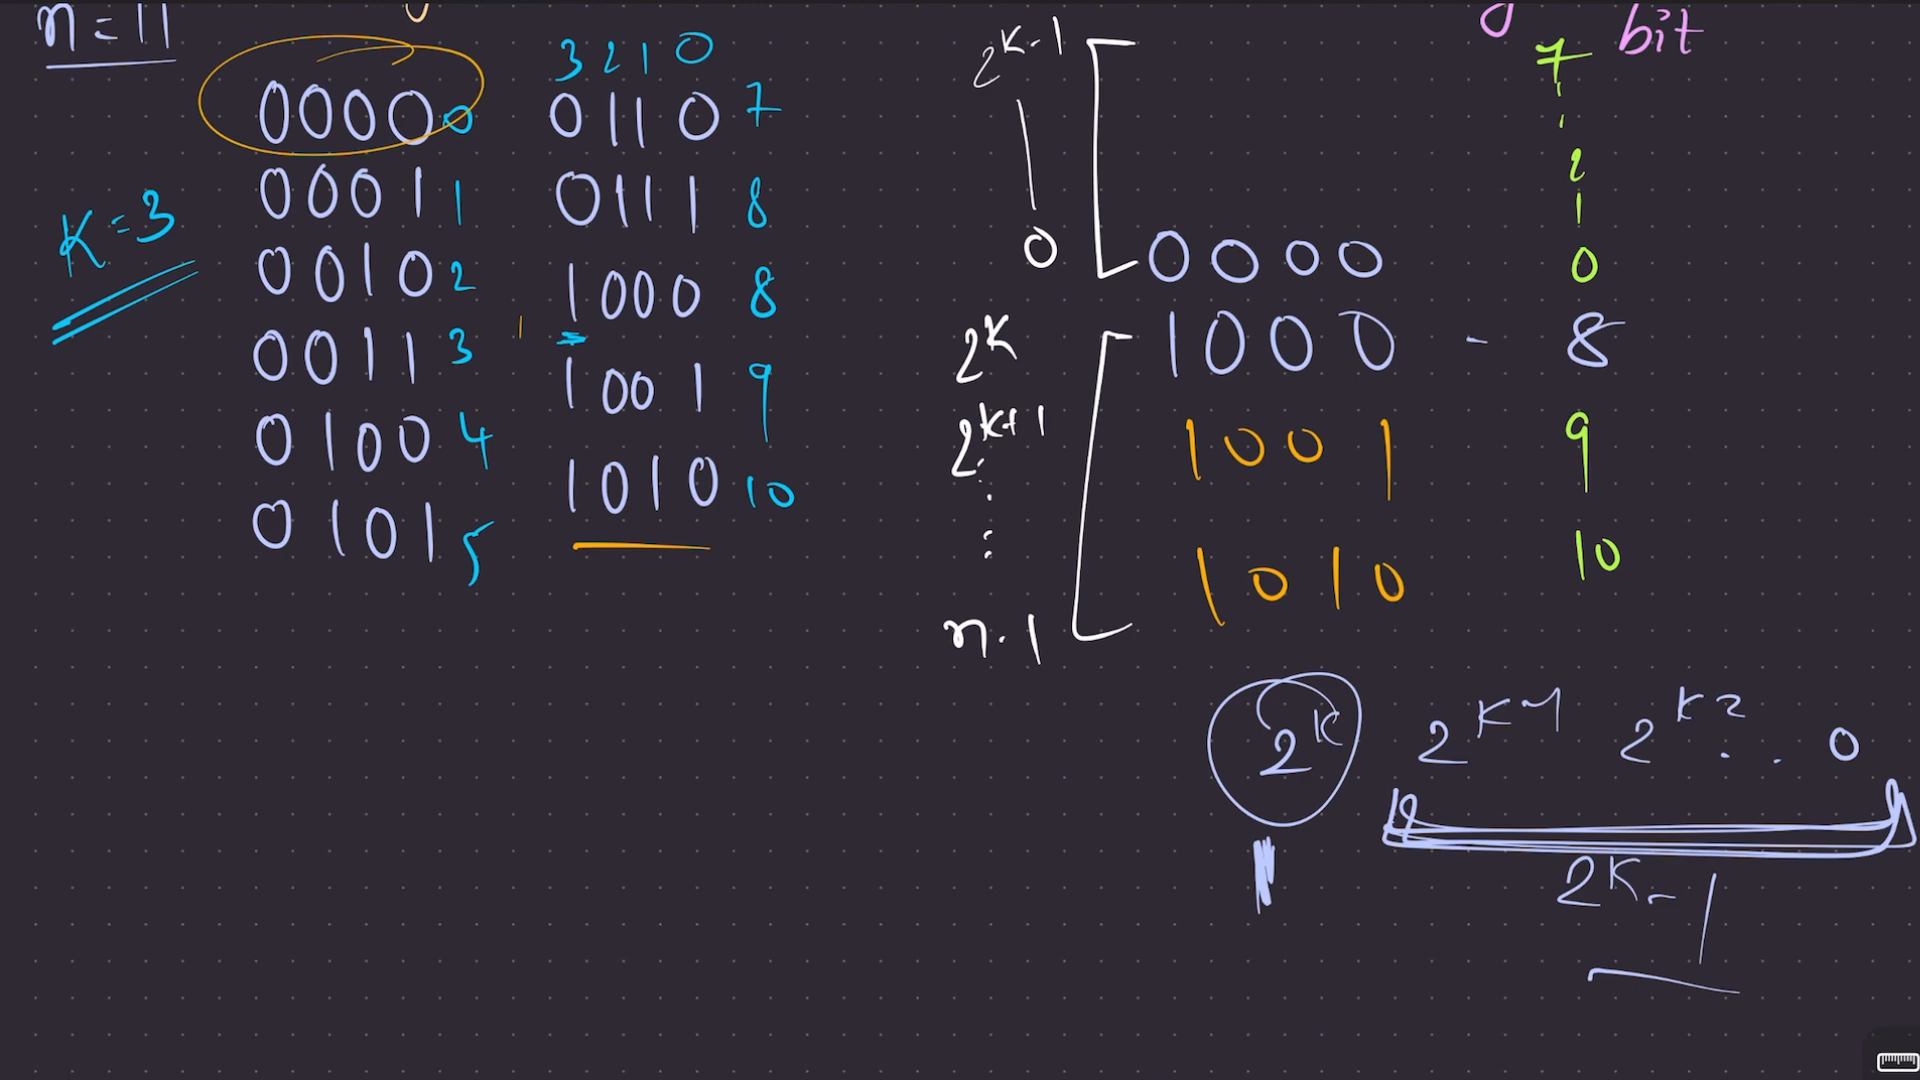 n = 11
K = 3
0000 0
0001 1
0010 2
0011 3
0100 4
0101 5
3 2 1 0
0110 7
0111 8
1000 8
1001 9
1010 10
2^K-1
0
2^K
2^K+1
n-1
bit
7
2
1
0000 0
1000 - 8
1001 9
1010 10
2^K 2^K-1 2^K-2 . . 0
1 2^K-1